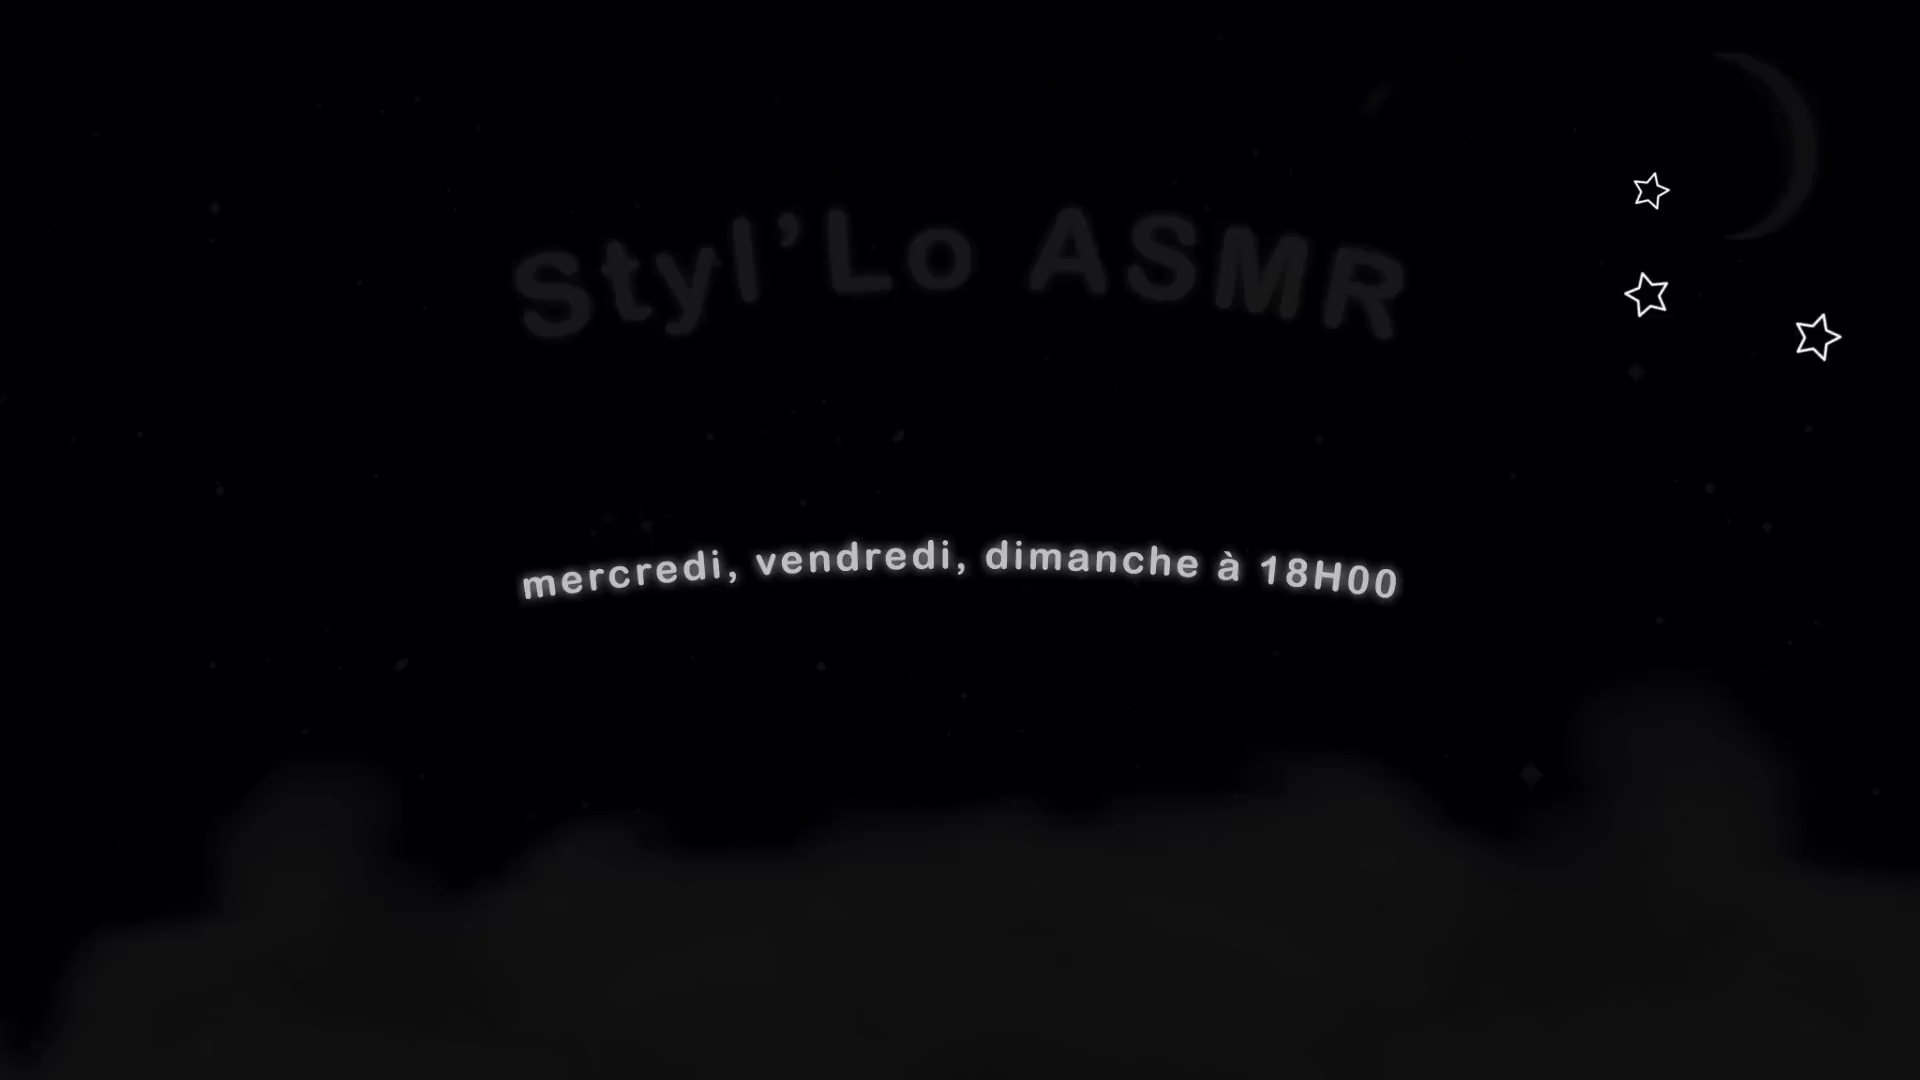 Styl’Lo ASMR
mercredi, vendredi, dimanche à 18H00